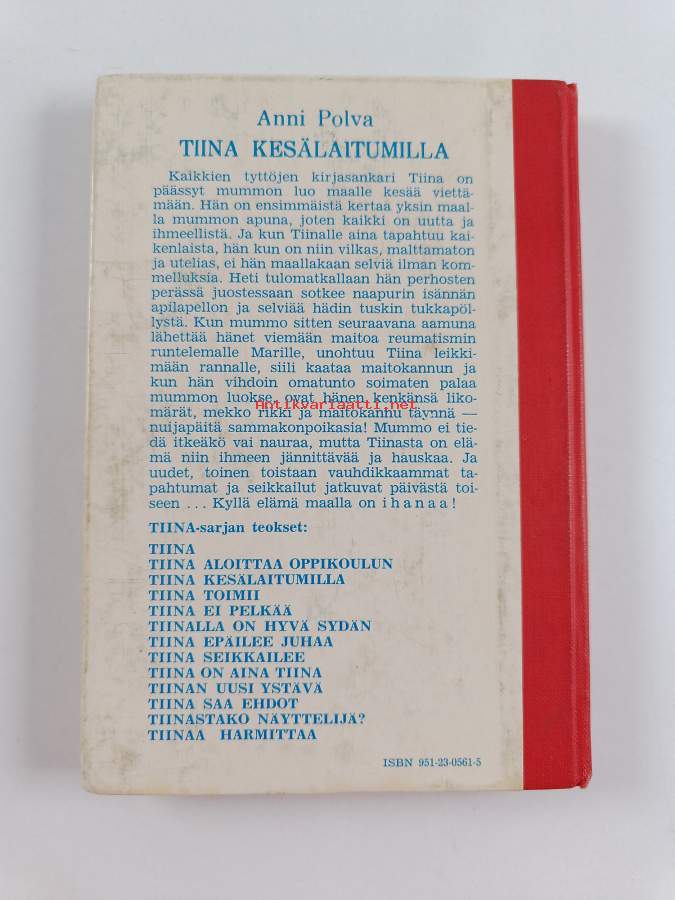 Anni Polva
TIINA KESÄLAITUMILLA
Kaikkien tyttöjen kirjasankari Tiina on
päässyt mummon luo maalle kesää viettä-
mään. Hän on ensimmäistä kertaa yksin maal-
la mummon apuna, joten kaikki on uutta ja
ihmeellistä. Ja kun Tiinalle aina tapahtuu kai-
kenlaista, hän kun on niin vilkas, malttamaton
ja utelias, ei hän maallakaan selviä ilman kom-
melluksia. Heti tulomatkallaan hän perhosten
perässä juostessaan sotkee naapurin isännän
apilapellon ja selviää hädin tuskin tukkapöl-
lystä. Kun mummo sitten seuraavana aamuna
lähettää hänet viemään maitoa reumatismin
runtelemalle Marille, unohtuu Tiina leikki-
mään rannalle, siili kaataa maitokannun ja
kun hän vihdoin omatunto soimaten palaa
mummon luokse, ovat hänen kenkänsä liko-
Antikvariaatti.net
märät, mekko rikki ja maitokannu täynnä —
nuijapäitä sammakonpoikasia! Mummo ei tie-
dä itkeäkö vai nauraa, mutta Tiinasta on elä-
mä niin ihmeen jännittävää ja hauskaa. Ja
uudet, toinen toistaan vauhdikkaammat ta-
pahtumat ja seikkailut jatkuvat päivästä toi-
seen ... Kyllä elämä maalla on ihanaa!
TIINA-sarjan teokset:
TIINA
TIINA ALOITTAA OPPIKOULUN
TIINA KESÄLAITUMILLA
TIINA TOIMII
TIINA EI PELKÄÄ
TIINALLA ON HYVÄ SYDÄN
TIINA EPÄILEE JUHAA
TIINA SEIKKAILEE
TIINA ON AINA TIINA
TIINAN UUSI YSTÄVÄ
TIINA SAA EHDOT
TIINASTAKO NÄYTTELIJÄ?
TIINAA HARMITTAA
ISBN 951-23-0561-5